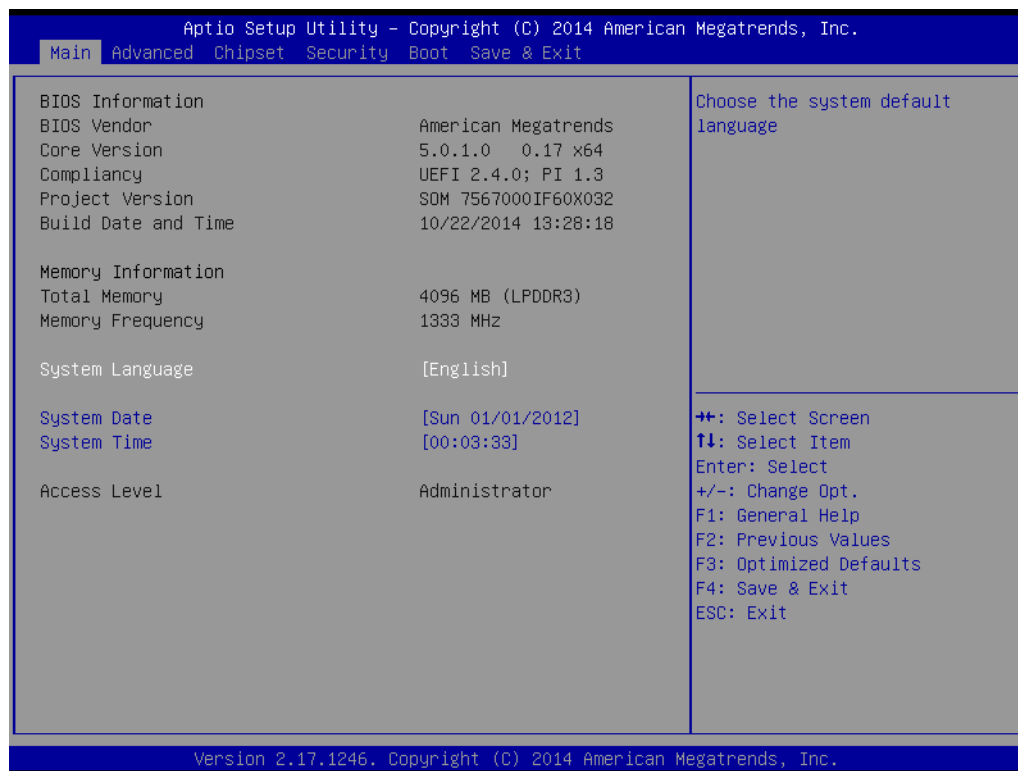 Aptio Setup Utility – Copyright (C) 2014 American Megatrends, Inc.
Main Advanced Chipset Security Boot Save & Exit
BIOS Information
BIOS Vendor American Megatrends
Core Version 5.0.1.0 0.17 x64
Compliancy UEFI 2.4.0; PI 1.3
Project Version SOM 7567000IF60X032
Build Date and Time 10/22/2014 13:28:18
Memory Information
Total Memory 4096 MB (LPDDR3)
Memory Frequency 1333 MHz
System Language [English]
System Date [Sun 01/01/2012]
System Time [00:03:33]
Access Level Administrator
Choose the system default
language
→←: Select Screen
↑↓: Select Item
Enter: Select
+/-: Change Opt.
F1: General Help
F2: Previous Values
F3: Optimized Defaults
F4: Save & Exit
ESC: Exit
Version 2.17.1246. Copyright (C) 2014 American Megatrends, Inc.